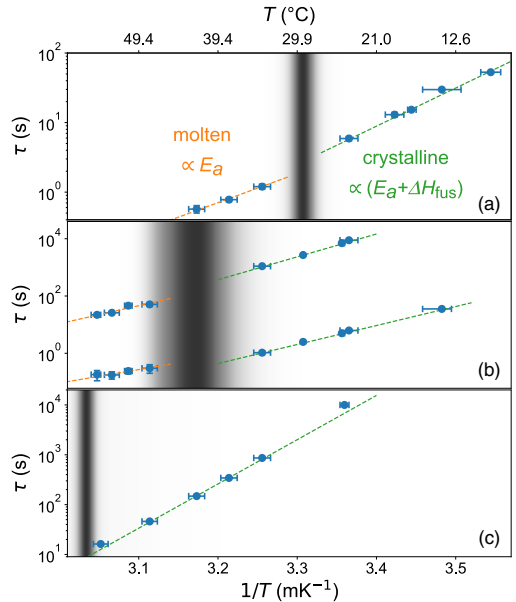 T (°C)
49.4 39.4 29.9 21.0 12.6
10²
10¹
10⁰
τ (s)
molten
∝ Eₐ
crystalline
∝ (Eₐ+ΔH_fus)
(a)
10⁴
10²
10⁰
τ (s)
(b)
10⁴
10³
10²
10¹
τ (s)
(c)
3.1 3.2 3.3 3.4 3.5
1/T (mK⁻¹)